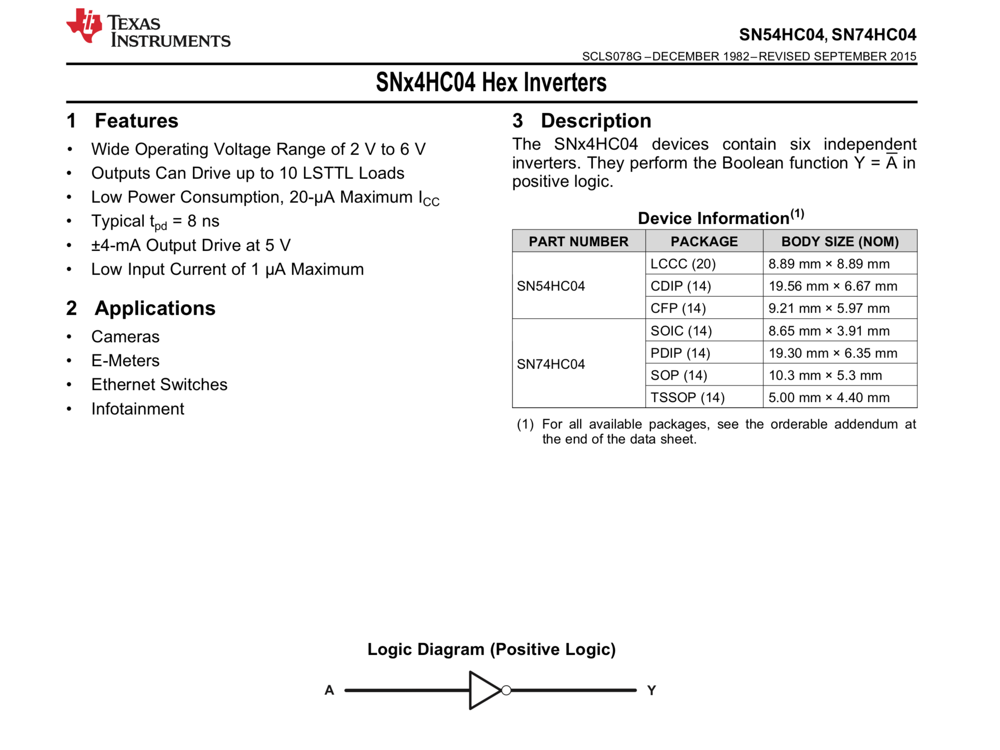 TEXAS
INSTRUMENTS
SN54HC04, SN74HC04
SCLS078G –DECEMBER 1982–REVISED SEPTEMBER 2015
SNx4HC04 Hex Inverters
1 Features
• Wide Operating Voltage Range of 2 V to 6 V
• Outputs Can Drive up to 10 LSTTL Loads
• Low Power Consumption, 20-μA Maximum ICC
• Typical tpd = 8 ns
• ±4-mA Output Drive at 5 V
• Low Input Current of 1 μA Maximum
2 Applications
• Cameras
• E-Meters
• Ethernet Switches
• Infotainment
3 Description
The SNx4HC04 devices contain six independent
inverters. They perform the Boolean function Y = A̅ in
positive logic.
Device Information(1)
PART NUMBER PACKAGE BODY SIZE (NOM)
SN54HC04
LCCC (20) 8.89 mm × 8.89 mm
CDIP (14) 19.56 mm × 6.67 mm
CFP (14) 9.21 mm × 5.97 mm
SN74HC04
SOIC (14) 8.65 mm × 3.91 mm
PDIP (14) 19.30 mm × 6.35 mm
SOP (14) 10.3 mm × 5.3 mm
TSSOP (14) 5.00 mm × 4.40 mm
(1) For all available packages, see the orderable addendum at
the end of the data sheet.
Logic Diagram (Positive Logic)
A Y